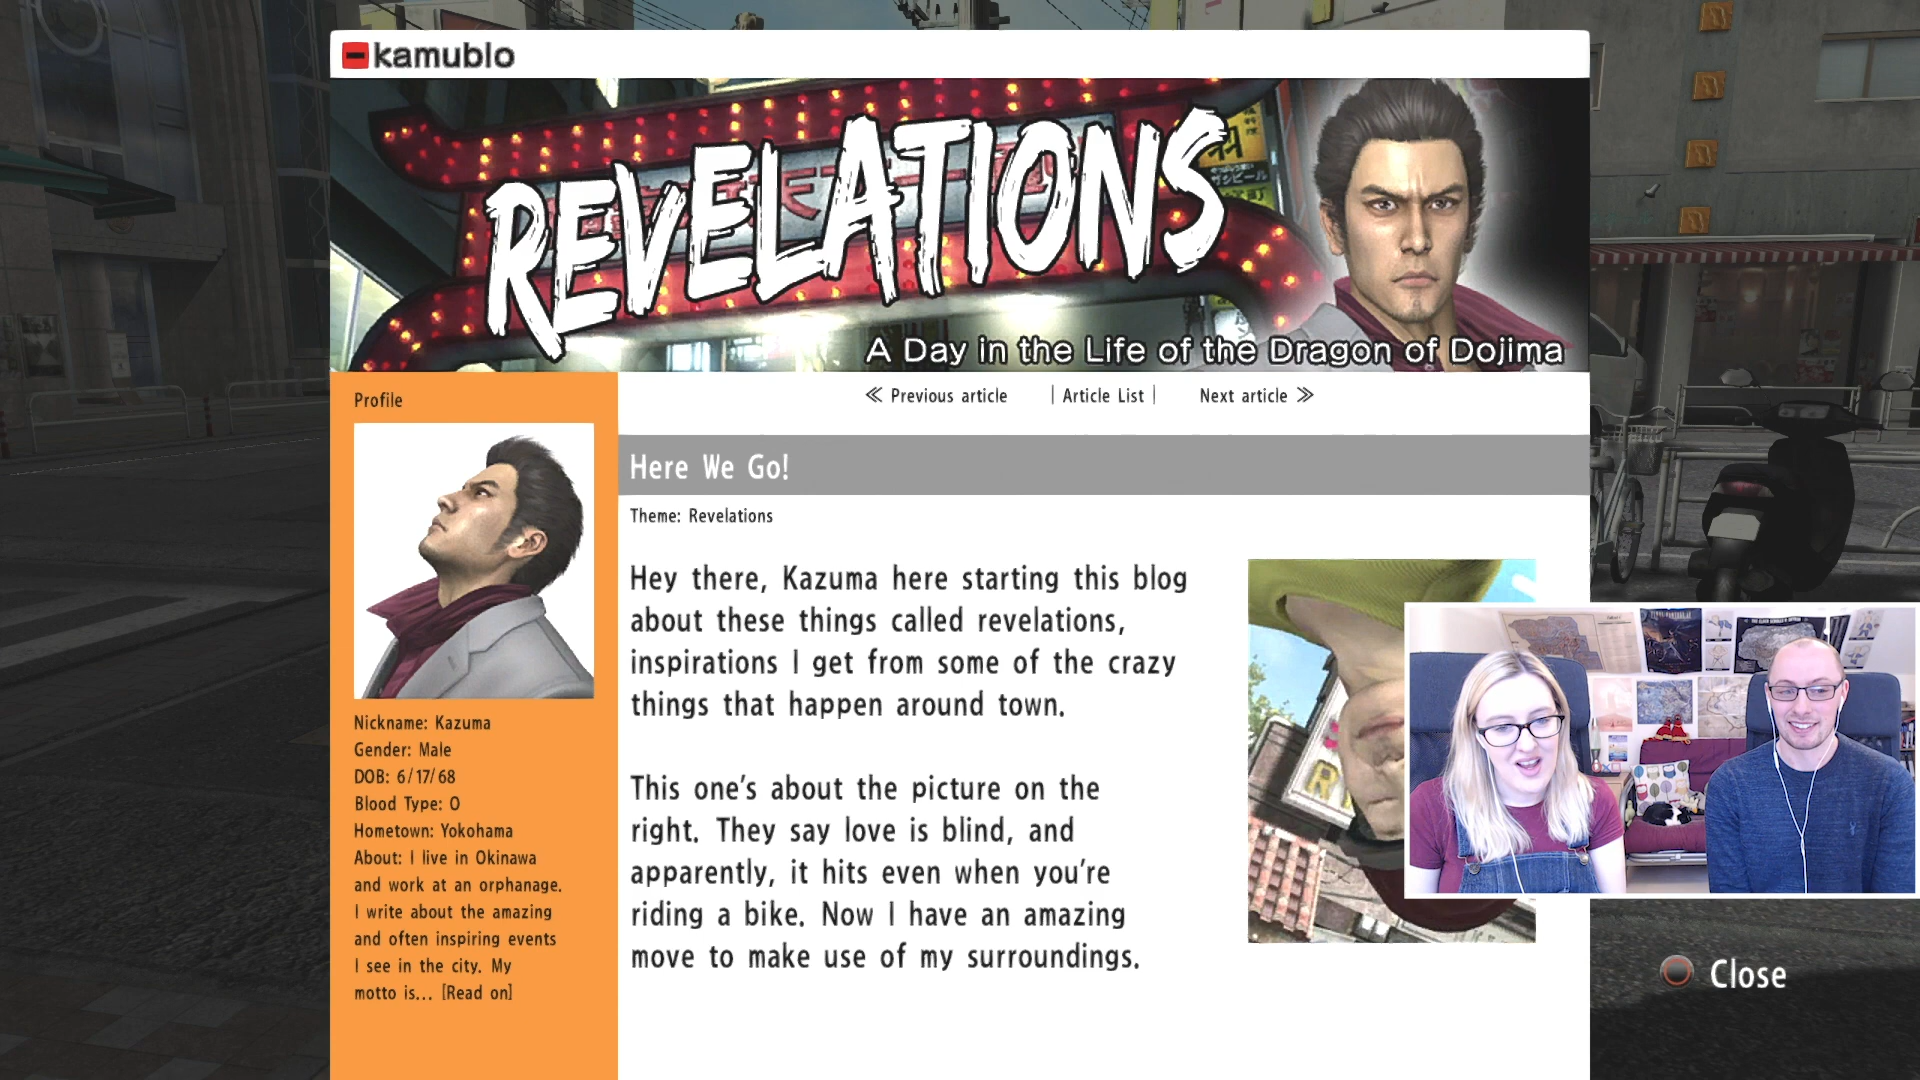 kamublo
REVELATIONS
A Day in the Life of the Dragon of Dojima
Profile
≪ Previous article | Article List | Next article ≫
Here We Go!
Theme: Revelations
Hey there, Kazuma here starting this blog
about these things called revelations,
inspirations I get from some of the crazy
things that happen around town.
This one's about the picture on the
right. They say love is blind, and
apparently, it hits even when you're
riding a bike. Now I have an amazing
move to make use of my surroundings.
Nickname: Kazuma
Gender: Male
DOB: 6/17/68
Blood Type: O
Hometown: Yokohama
About: I live in Okinawa
and work at an orphanage.
I write about the amazing
and often inspiring events
I see in the city. My
motto is... [Read on]
Close